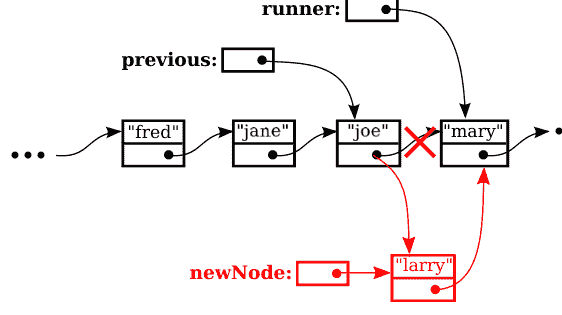 runner:
previous:
"fred" "jane" "joe" "mary"
"larry"
newNode: